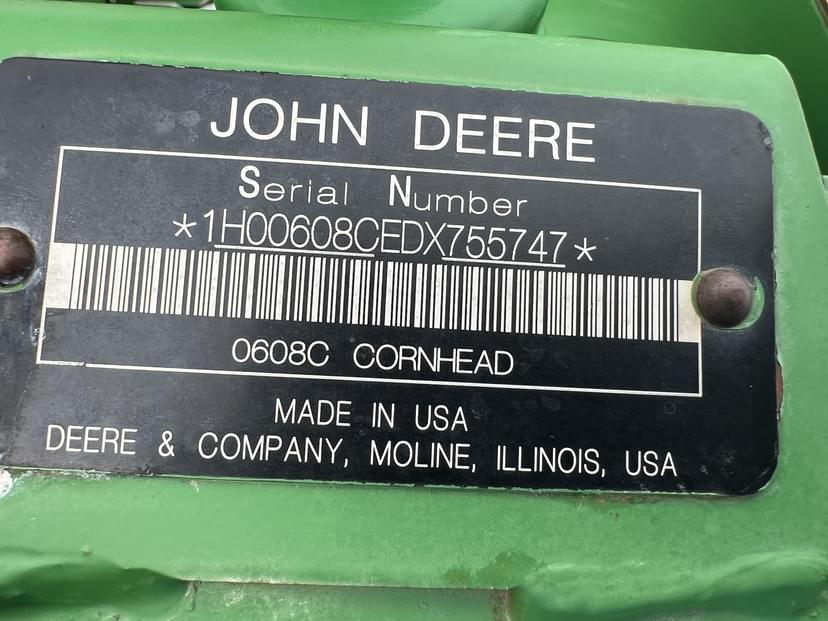 JOHN DEERE
Serial Number
*1H00608CEDX755747*
0608C CORNHEAD
MADE IN USA
DEERE & COMPANY, MOLINE, ILLINOIS, USA